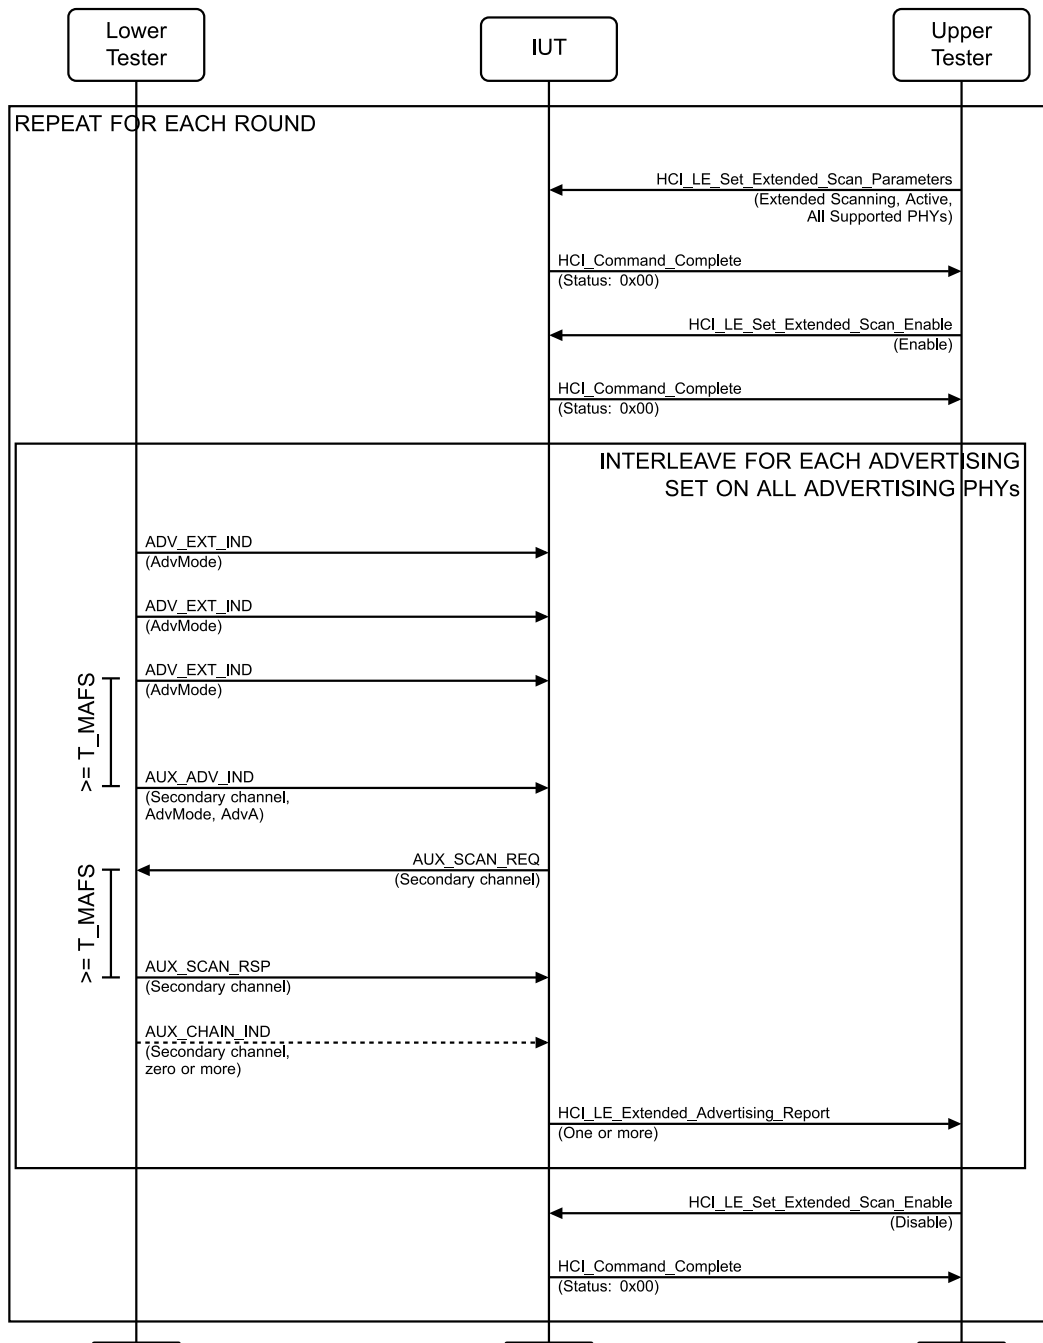 Lower
Tester
IUT
Upper
Tester
REPEAT FOR EACH ROUND
HCI_LE_Set_Extended_Scan_Parameters
(Extended Scanning, Active,
All Supported PHYs)
HCI_Command_Complete
(Status: 0x00)
HCI_LE_Set_Extended_Scan_Enable
(Enable)
HCI_Command_Complete
(Status: 0x00)
INTERLEAVE FOR EACH ADVERTISING
SET ON ALL ADVERTISING PHYs
ADV_EXT_IND
(AdvMode)
ADV_EXT_IND
(AdvMode)
ADV_EXT_IND
(AdvMode)
>= T_MAFS
AUX_ADV_IND
(Secondary channel,
AdvMode, AdvA)
AUX_SCAN_REQ
(Secondary channel)
>= T_MAFS
AUX_SCAN_RSP
(Secondary channel)
AUX_CHAIN_IND
(Secondary channel,
zero or more)
HCI_LE_Extended_Advertising_Report
(One or more)
HCI_LE_Set_Extended_Scan_Enable
(Disable)
HCI_Command_Complete
(Status: 0x00)